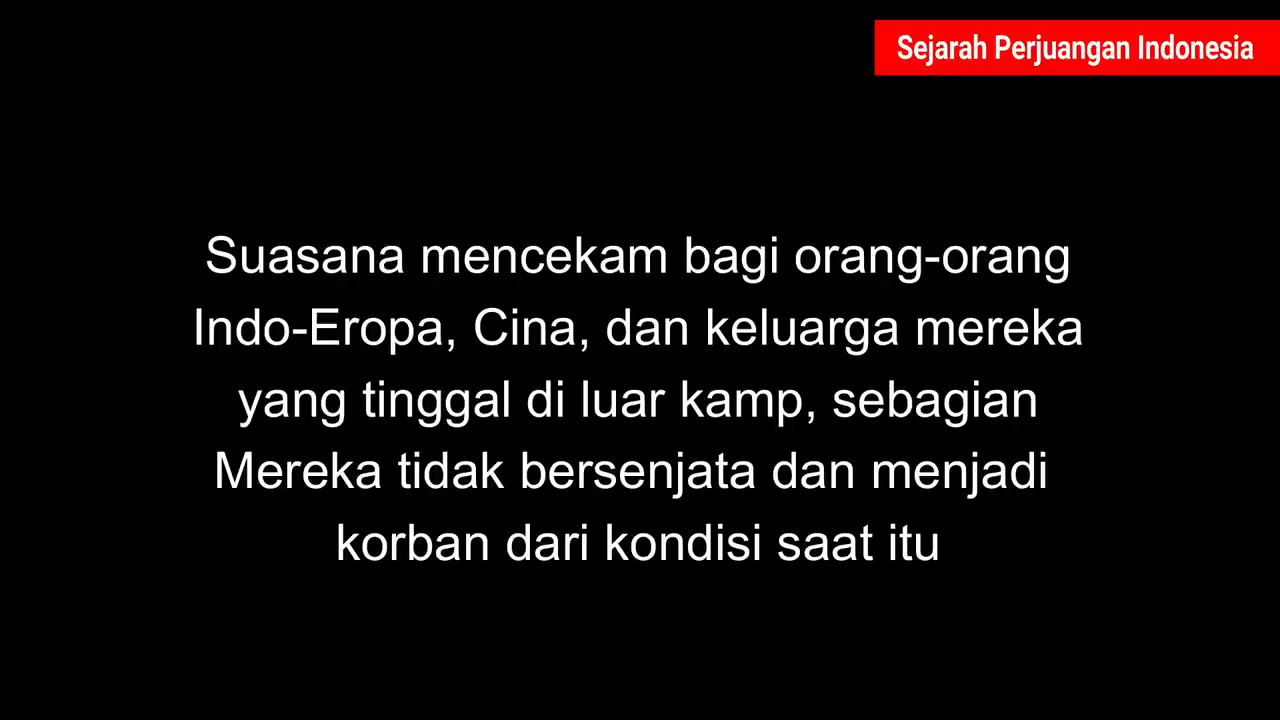 Sejarah Perjuangan Indonesia
Suasana mencekam bagi orang-orang
Indo-Eropa, Cina, dan keluarga mereka
yang tinggal di luar kamp, sebagian
Mereka tidak bersenjata dan menjadi
korban dari kondisi saat itu